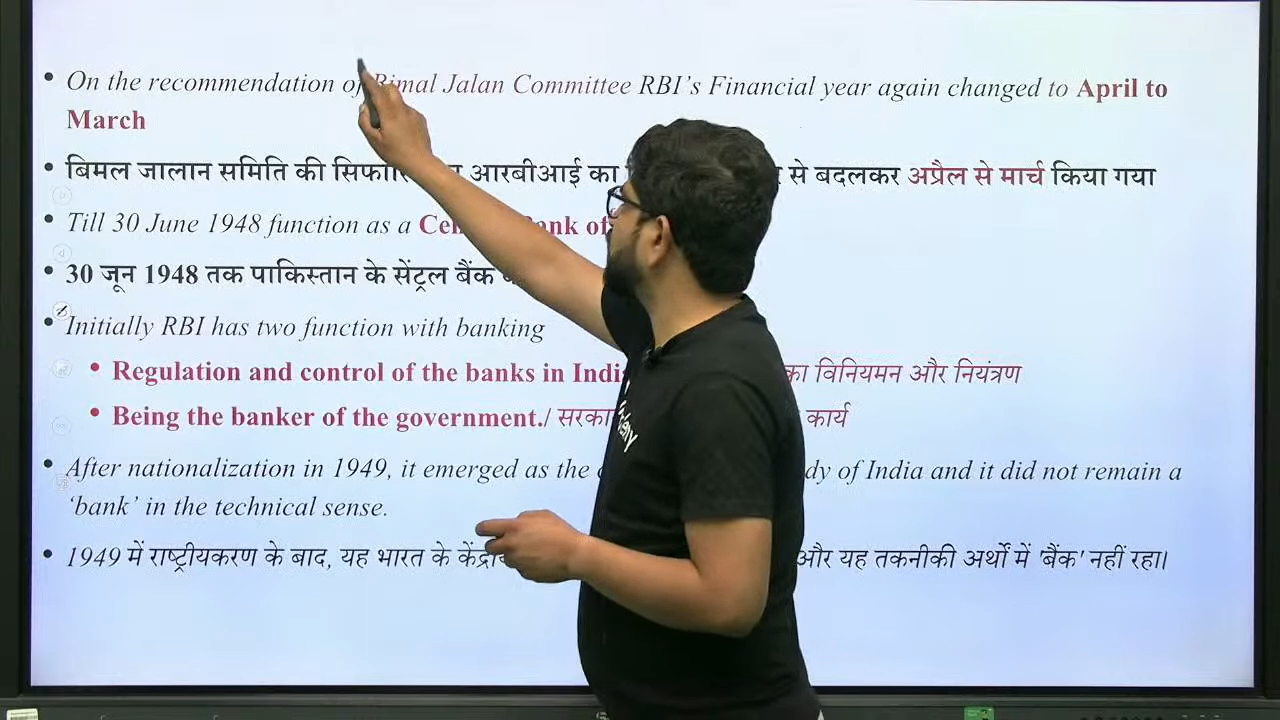 • On the recommendation of Bimal Jalan Committee RBI's Financial year again changed to April to
March
• बिमल जालान समिति की आरबीआई का से बदलकर अप्रैल से मार्च किया गया
• Till 30 June 1948 function as a of
• 30 जून 1948 तक पाकिस्तान के सेंट्रल बैंक
• Initially RBI has two function with banking
• Regulation and control of the banks in का विनियमन और नियंत्रण
• Being the banker of the government./ कार्य
• After nationalization in 1949, it emerged as the of India and it did not remain a
'bank' in the technical sense.
• 1949 में राष्ट्रीयकरण के बाद, यह भारत के और यह तकनीकी अर्थों में 'बैंक' नहीं रहा।